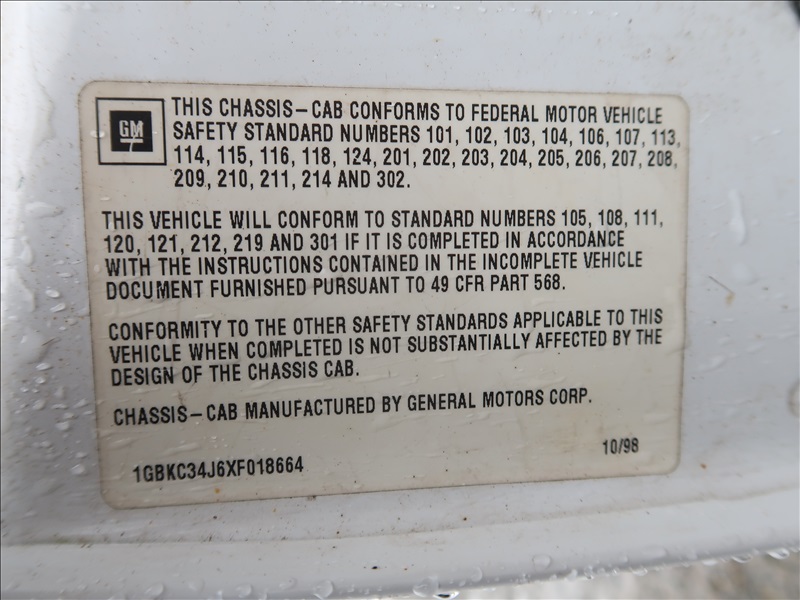 GM
THIS CHASSIS-CAB CONFORMS TO FEDERAL MOTOR VEHICLE
SAFETY STANDARD NUMBERS 101, 102, 103, 104, 106, 107, 113,
114, 115, 116, 118, 124, 201, 202, 203, 204, 205, 206, 207, 208,
209, 210, 211, 214 AND 302.
THIS VEHICLE WILL CONFORM TO STANDARD NUMBERS 105, 108, 111,
120, 121, 212, 219 AND 301 IF IT IS COMPLETED IN ACCORDANCE
WITH THE INSTRUCTIONS CONTAINED IN THE INCOMPLETE VEHICLE
DOCUMENT FURNISHED PURSUANT TO 49 CFR PART 568.
CONFORMITY TO THE OTHER SAFETY STANDARDS APPLICABLE TO THIS
VEHICLE WHEN COMPLETED IS NOT SUBSTANTIALLY AFFECTED BY THE
DESIGN OF THE CHASSIS CAB.
CHASSIS-CAB MANUFACTURED BY GENERAL MOTORS CORP.
10/98
1GBKC34J6XF018664